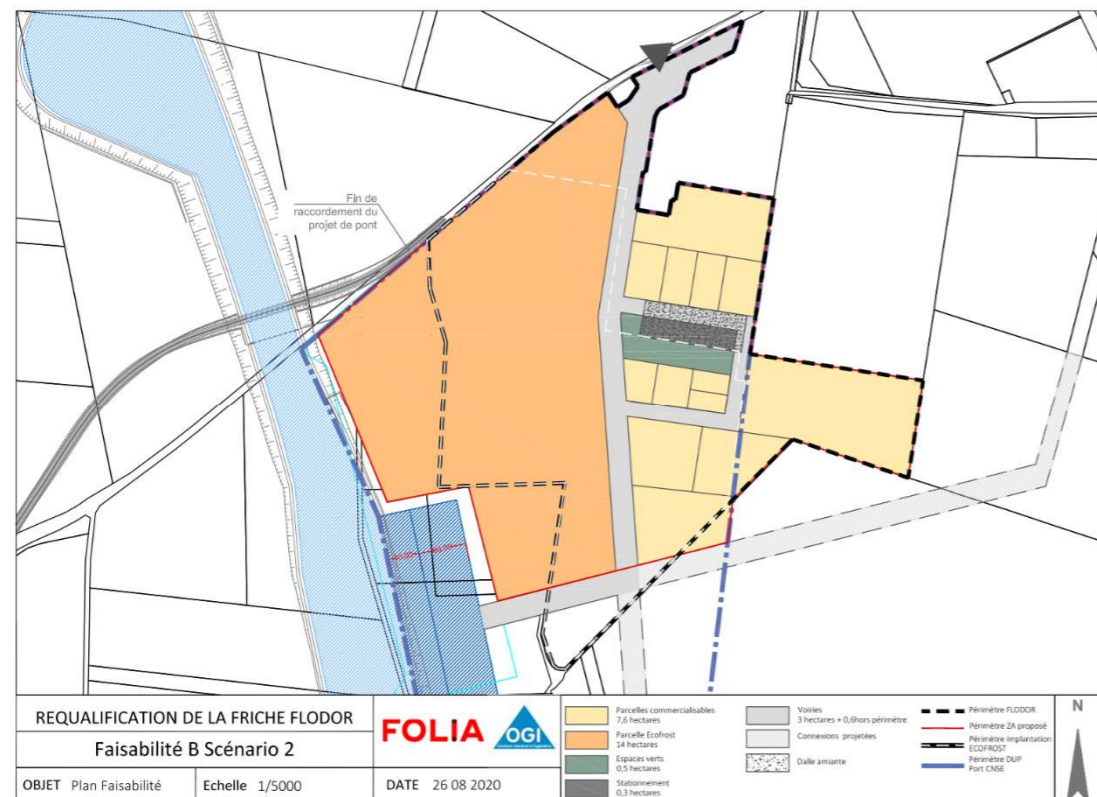 Fin de
raccordement du
projet de pont
REQUALIFICATION DE LA FRICHE FLODOR
Faisabilité B Scénario 2
OBJET Plan Faisabilité
Echelle 1/5000
FOLIA
OGI
DATE 26 08 2020
Parcelles commercialisables
7,6 hectares
Parcelle Ecofrost
14 hectares
Espaces verts
0,5 hectares
Stationnement
0,3 hectares
Voiries
3 hectares + 0,6hors périmètre
Connexions projetées
Dalle amiante
Périmètre FLODOR
Périmètre ZA proposé
Périmètre implantation
ECOFROST
Périmètre DUP
Port CNSE
N